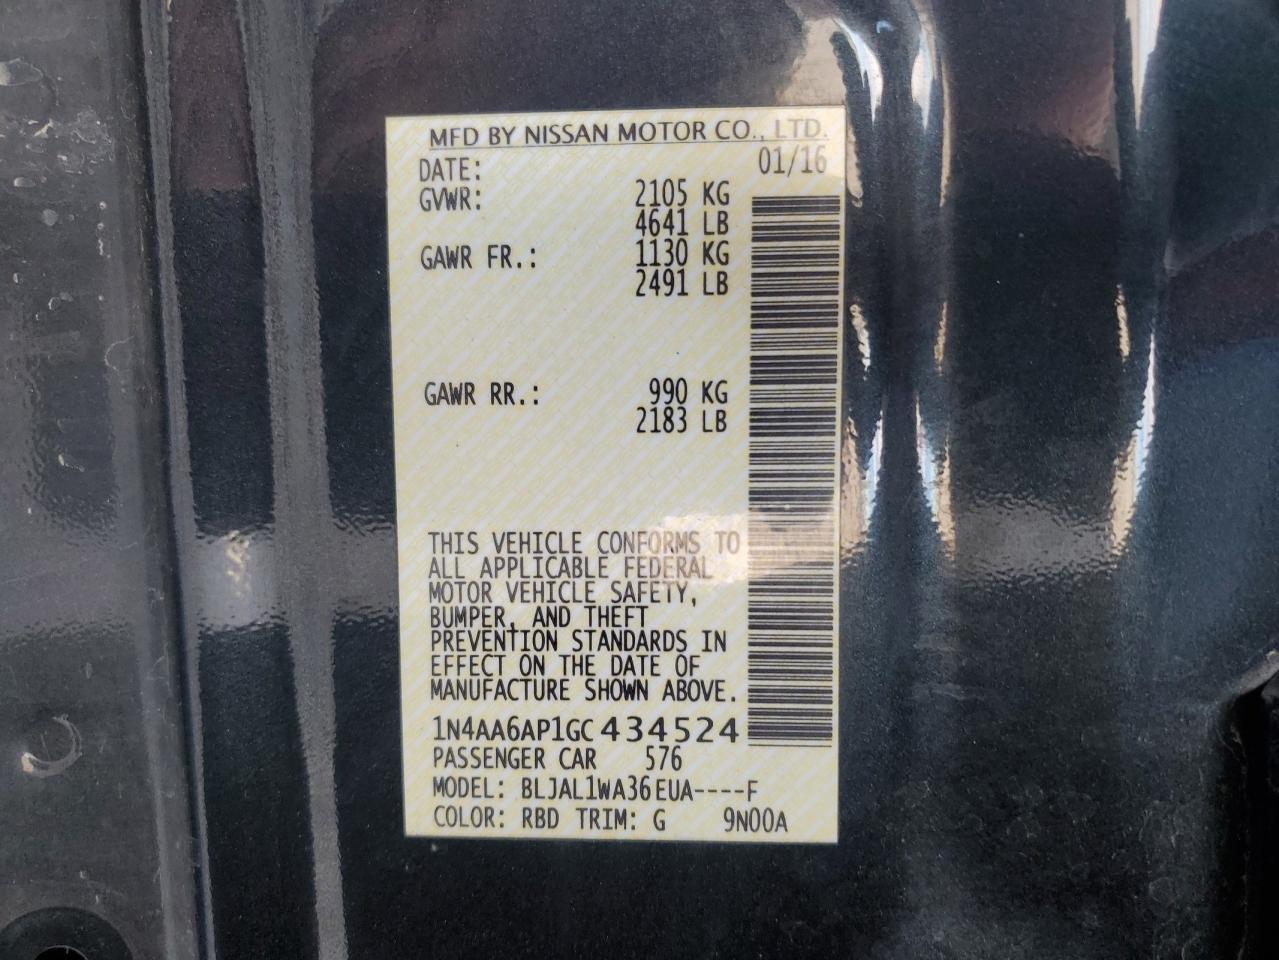 MFD BY NISSAN MOTOR CO., LTD.
DATE: 01/16
GVWR: 2105 KG
4641 LB
GAWR FR.: 1130 KG
2491 LB
GAWR RR.: 990 KG
2183 LB
THIS VEHICLE CONFORMS TO
ALL APPLICABLE FEDERAL
MOTOR VEHICLE SAFETY,
BUMPER, AND THEFT
PREVENTION STANDARDS IN
EFFECT ON THE DATE OF
MANUFACTURE SHOWN ABOVE.
1N4AA6AP1GC434524
PASSENGER CAR 576
MODEL: BLJAL1WA36EUA----F
COLOR: RBD TRIM: G 9N00A